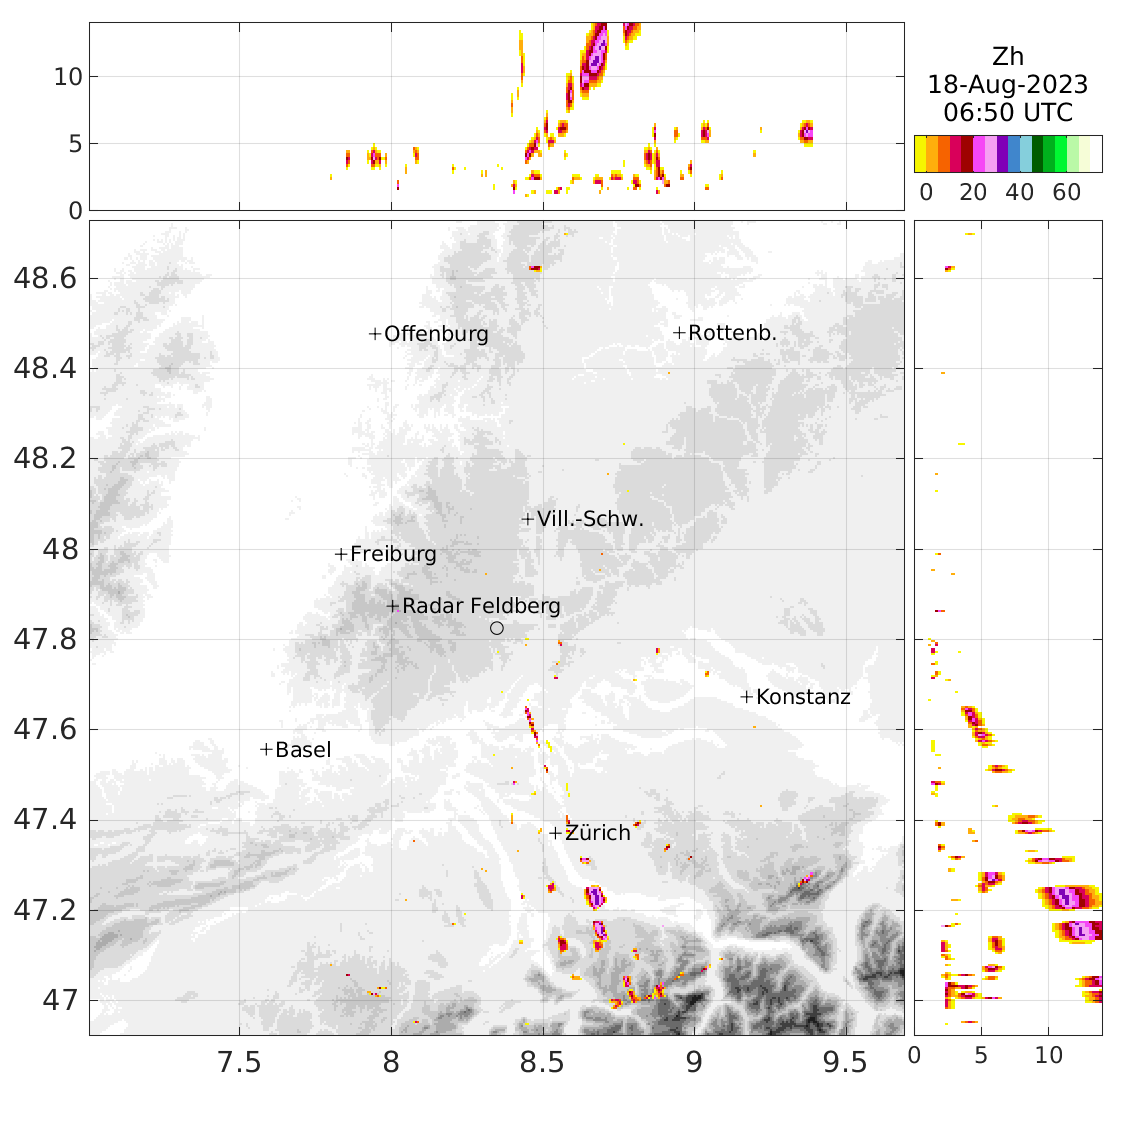 10
5
0
Zh
18-Aug-2023
06:50 UTC
0 20 40 60
48.6
48.4
48.2
48
47.8
47.6
47.4
47.2
47
Offenburg
Rottenb.
Vill.-Schw.
Freiburg
Radar Feldberg
Konstanz
Basel
Zürich
7.5 8 8.5 9 9.5
0 5 10